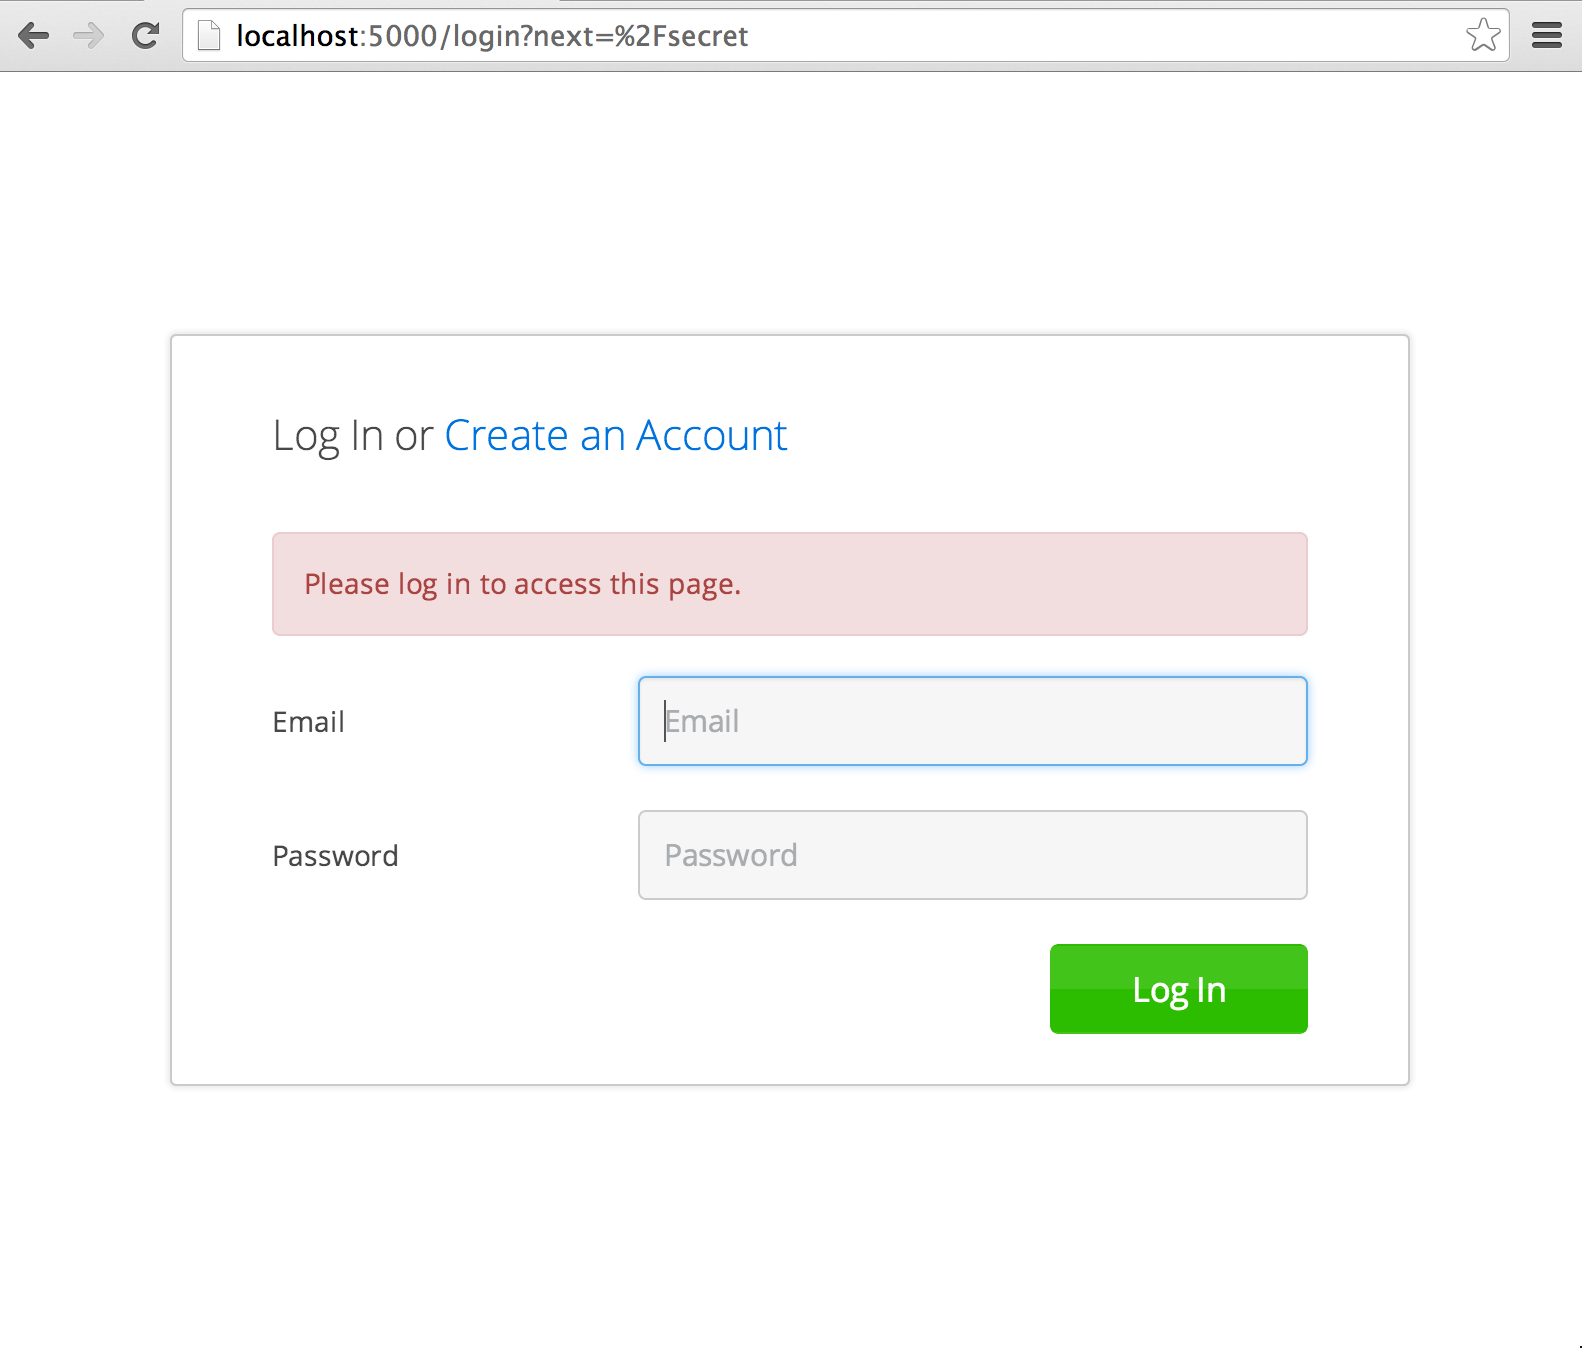 localhost:5000/login?next=%2Fsecret
Log In or Create an Account
Please log in to access this page.
Email
Email
Password
Password
Log In